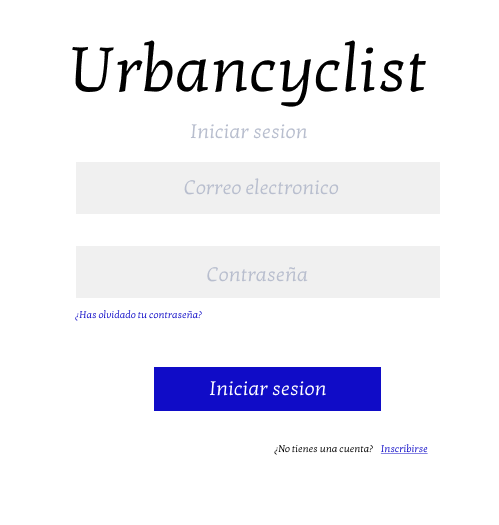 Urbancyclist
Iniciar sesion
Correo electronico
Contraseña
¿Has olvidado tu contraseña?
Iniciar sesion
¿No tienes una cuenta? Inscribirse